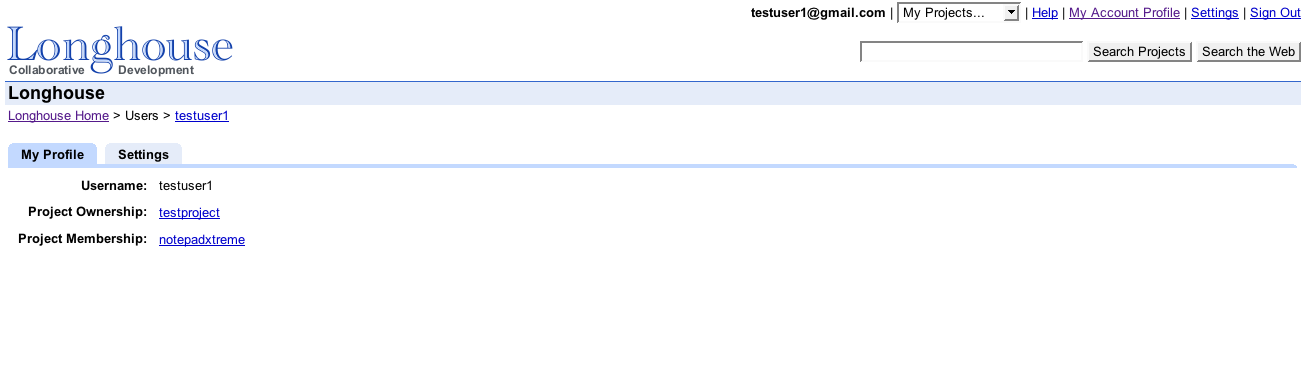 testuser1@gmail.com | My Projects... | Help | My Account Profile | Settings | Sign Out
Longhouse
Collaborative Development
Search Projects Search the Web
Longhouse
Longhouse Home > Users > testuser1
My Profile Settings
Username: testuser1
Project Ownership: testproject
Project Membership: notepadxtreme